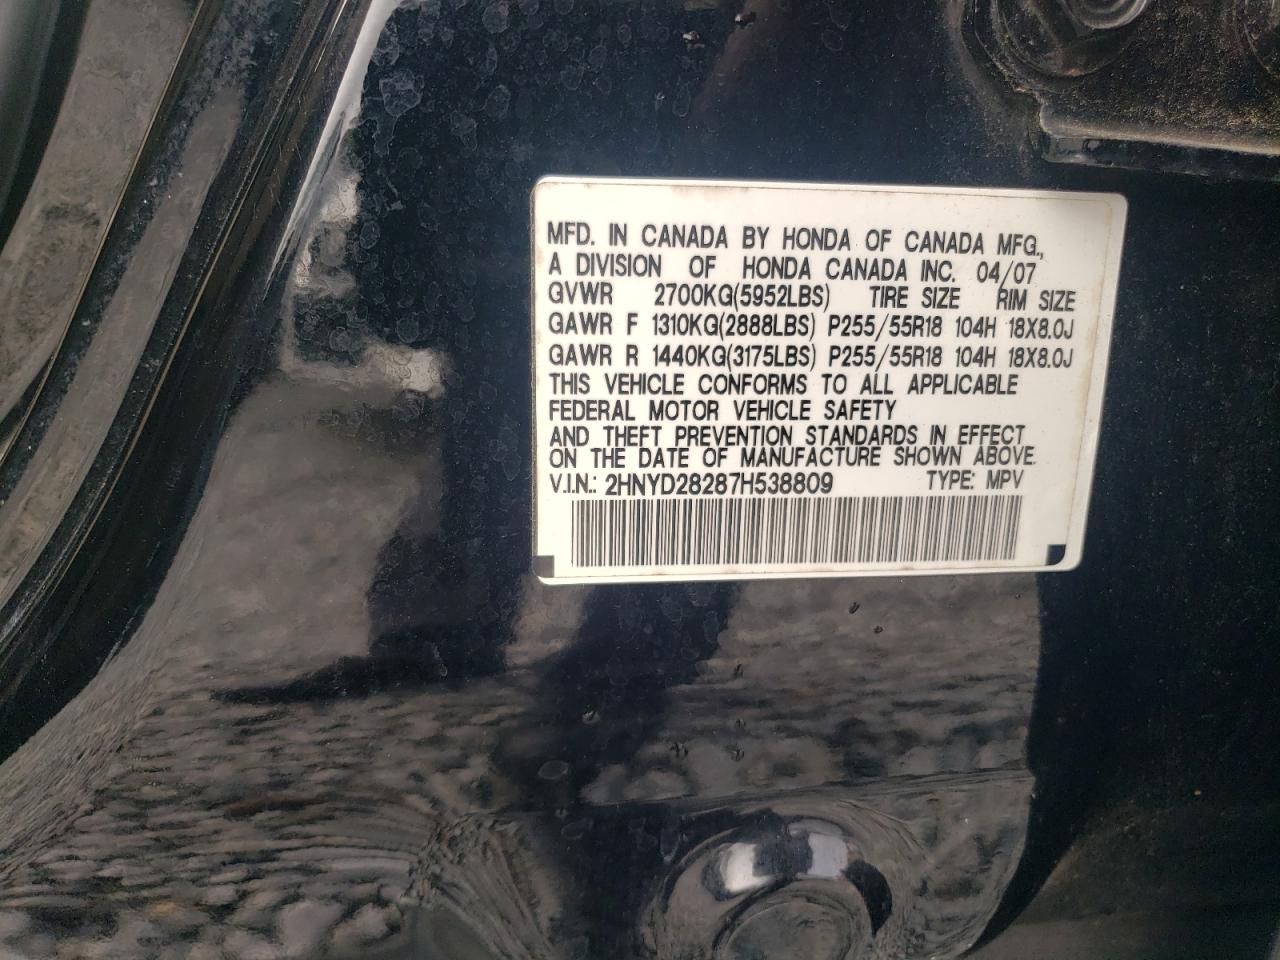 MFD. IN CANADA BY HONDA OF CANADA MFG.,
A DIVISION OF HONDA CANADA INC. 04/07
GVWR 2700KG(5952LBS) TIRE SIZE RIM SIZE
GAWR F 1310KG(2888LBS) P255/55R18 104H 18X8.0J
GAWR R 1440KG(3175LBS) P255/55R18 104H 18X8.0J
THIS VEHICLE CONFORMS TO ALL APPLICABLE
FEDERAL MOTOR VEHICLE SAFETY
AND THEFT PREVENTION STANDARDS IN EFFECT
ON THE DATE OF MANUFACTURE SHOWN ABOVE.
V.I.N.: 2HNYD28287H538809 TYPE: MPV